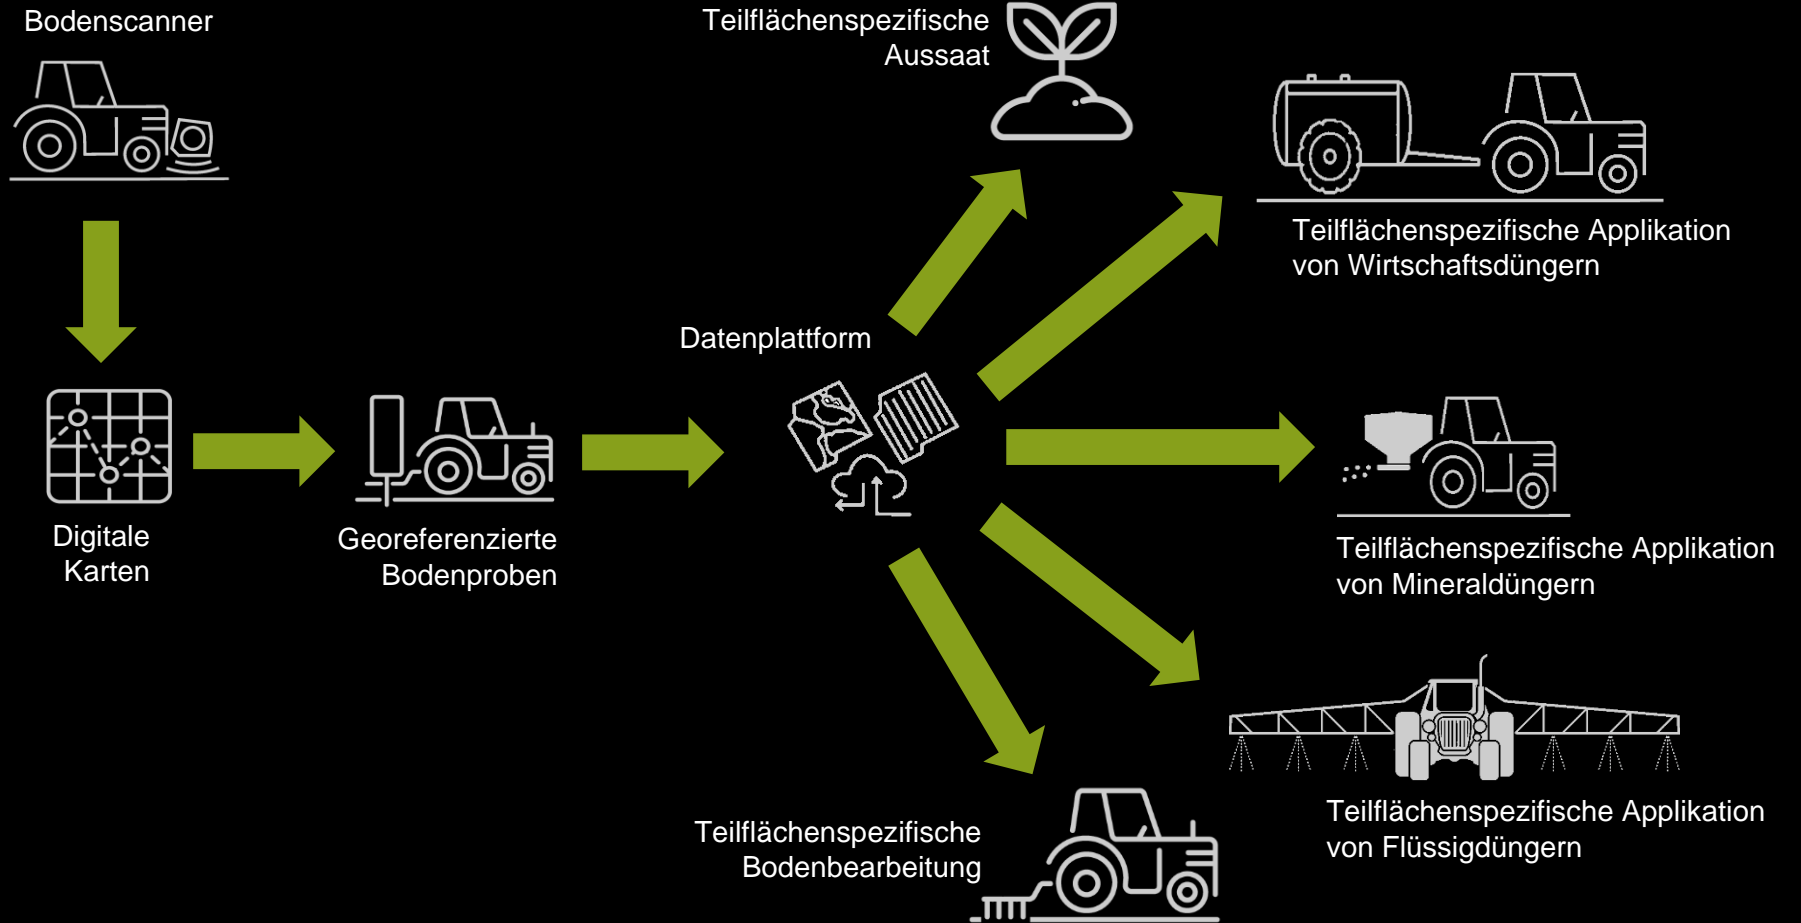 Bodenscanner
Teilflächenspezifische
Aussaat
Teilflächenspezifische Applikation
von Wirtschaftsdüngern
Datenplattform
Digitale
Karten
Georeferenzierte
Bodenproben
Teilflächenspezifische Applikation
von Mineraldüngern
Teilflächenspezifische
Bodenbearbeitung
Teilflächenspezifische Applikation
von Flüssigdüngern